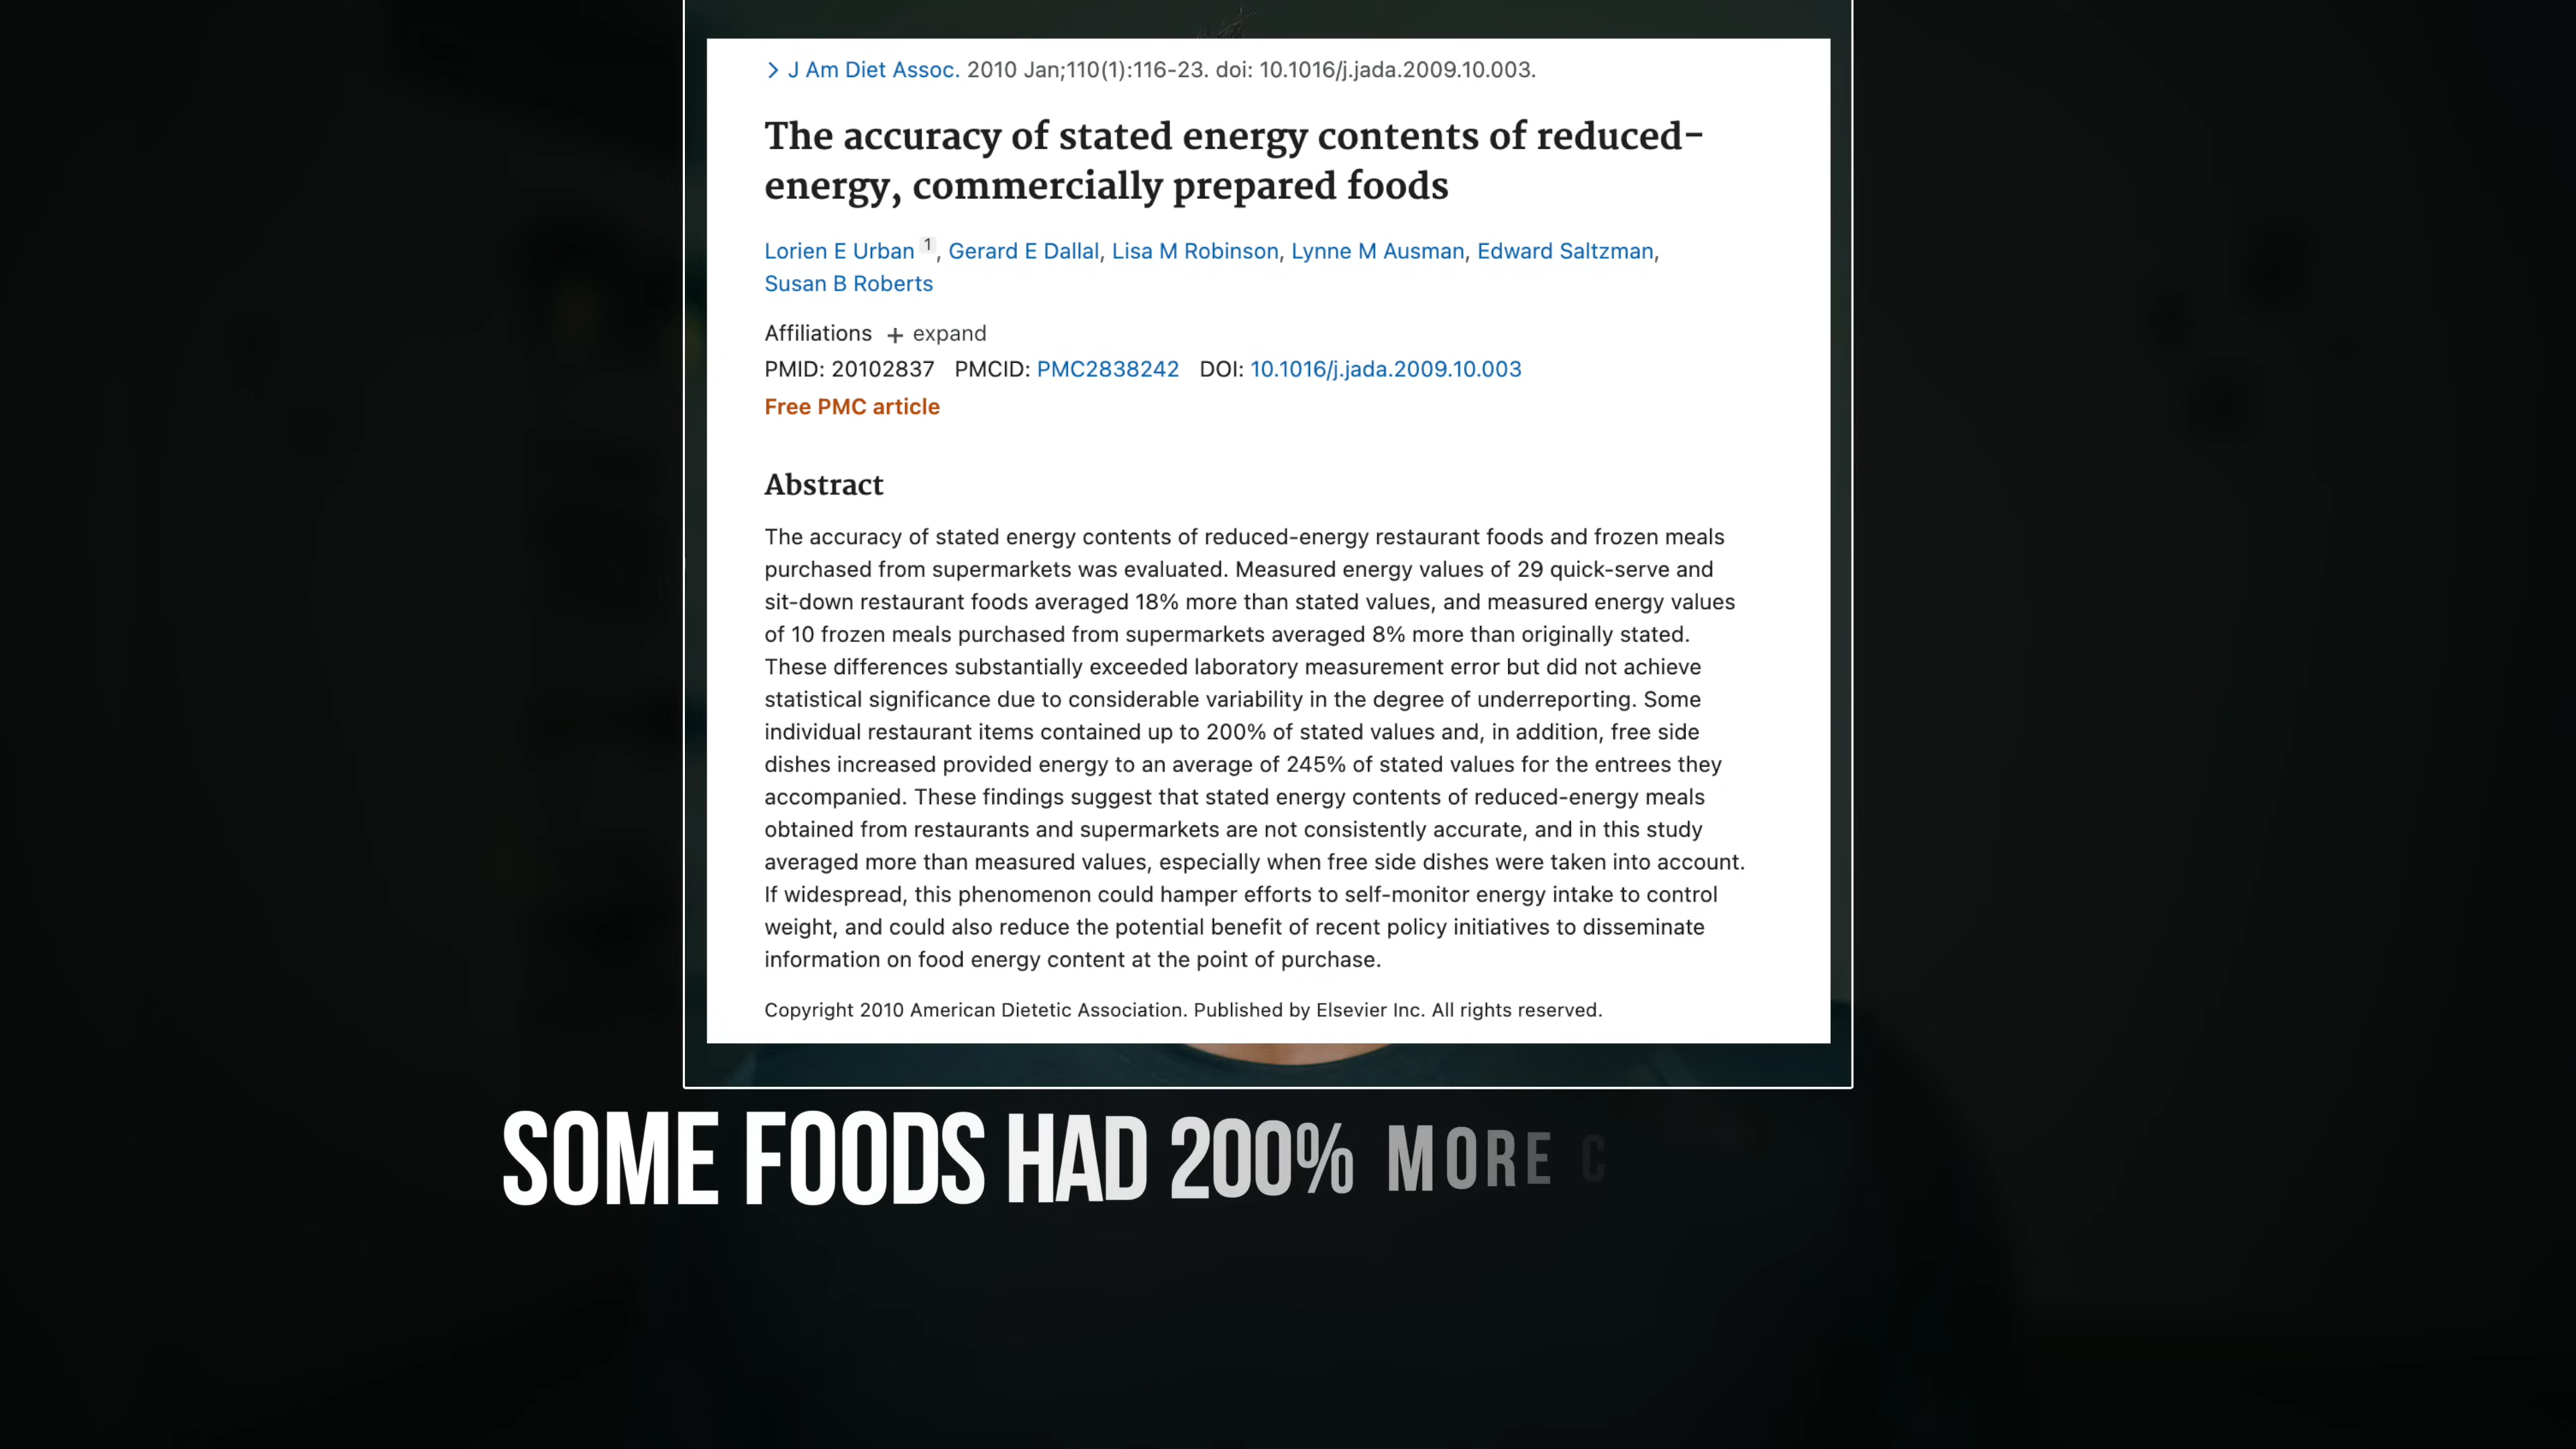 > J Am Diet Assoc. 2010 Jan;110(1):116-23. doi: 10.1016/j.jada.2009.10.003.
The accuracy of stated energy contents of reduced-
energy, commercially prepared foods
Lorien E Urban 1, Gerard E Dallal, Lisa M Robinson, Lynne M Ausman, Edward Saltzman,
Susan B Roberts
Affiliations + expand
PMID: 20102837 PMCID: PMC2838242 DOI: 10.1016/j.jada.2009.10.003
Free PMC article
Abstract
The accuracy of stated energy contents of reduced-energy restaurant foods and frozen meals
purchased from supermarkets was evaluated. Measured energy values of 29 quick-serve and
sit-down restaurant foods averaged 18% more than stated values, and measured energy values
of 10 frozen meals purchased from supermarkets averaged 8% more than originally stated.
These differences substantially exceeded laboratory measurement error but did not achieve
statistical significance due to considerable variability in the degree of underreporting. Some
individual restaurant items contained up to 200% of stated values and, in addition, free side
dishes increased provided energy to an average of 245% of stated values for the entrees they
accompanied. These findings suggest that stated energy contents of reduced-energy meals
obtained from restaurants and supermarkets are not consistently accurate, and in this study
averaged more than measured values, especially when free side dishes were taken into account.
If widespread, this phenomenon could hamper efforts to self-monitor energy intake to control
weight, and could also reduce the potential benefit of recent policy initiatives to disseminate
information on food energy content at the point of purchase.
Copyright 2010 American Dietetic Association. Published by Elsevier Inc. All rights reserved.
SOME FOODS HAD 200% MORE C